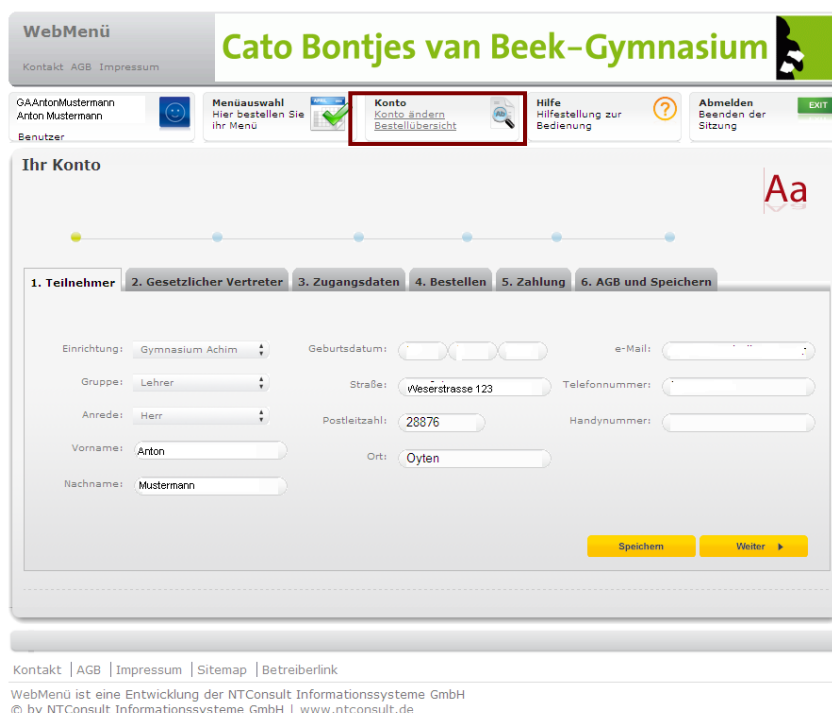 WebMenü
Kontakt AGB Impressum
Cato Bontjes van Beek-Gymnasium
GAAntonMustermann
Anton Mustermann
Benutzer
Menüauswahl
Hier bestellen Sie
ihr Menü
Konto
Konto ändern
Bestellübersicht
Hilfe
Hilfestellung zur
Bedienung
Abmelden
Beenden der
Sitzung
EXIT
Ihr Konto
Aa
1. Teilnehmer 2. Gesetzlicher Vertreter 3. Zugangsdaten 4. Bestellen 5. Zahlung 6. AGB und Speichern
Einrichtung: Gymnasium Achim
Gruppe: Lehrer
Anrede: Herr
Vorname: Anton
Nachname: Mustermann
Geburtsdatum:
Straße: Weserstrasse 123
Postleitzahl: 28876
Ort: Oyten
e-Mail:
Telefonnummer:
Handynummer:
Speichern Weiter
Kontakt | AGB | Impressum | Sitemap | Betreiberlink
WebMenü ist eine Entwicklung der NTConsult Informationssysteme GmbH
© by NTConsult Informationssysteme GmbH | www.ntconsult.de